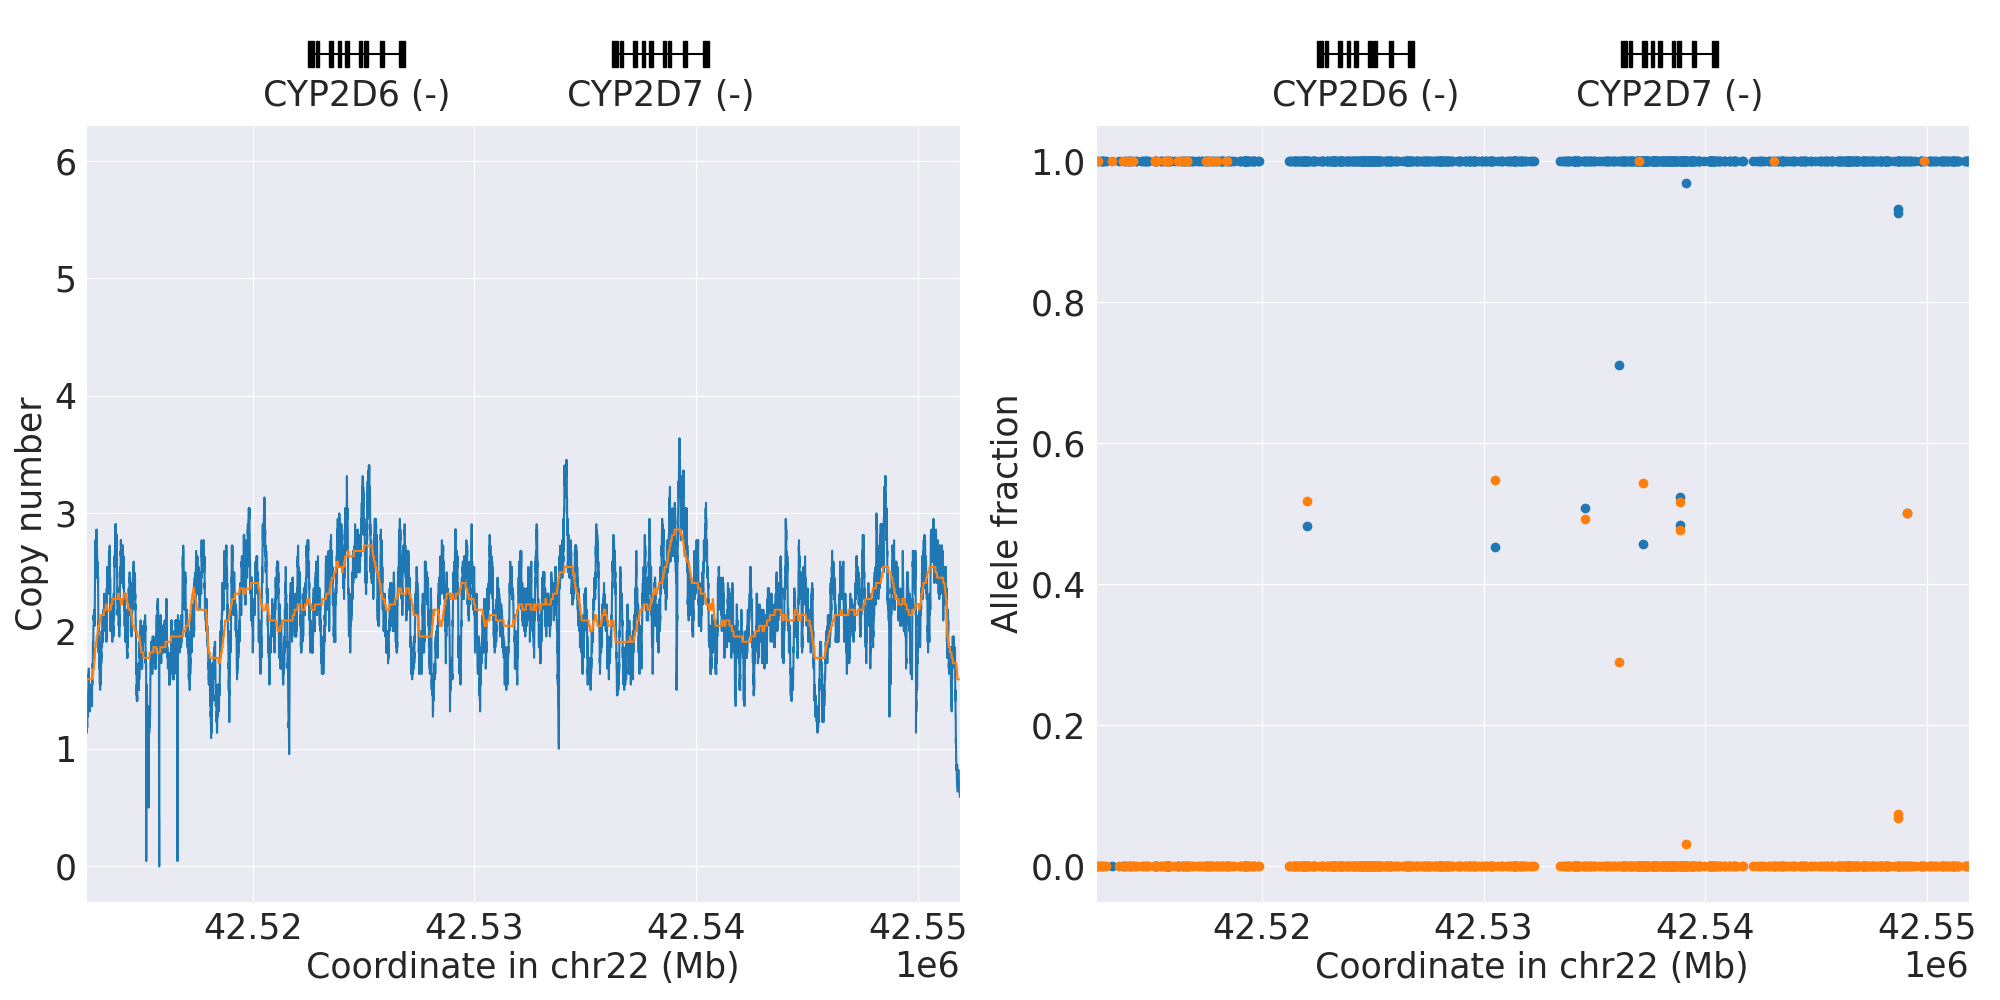 CYP2D6 (-)
CYP2D7 (-)
Copy number
6
5
4
3
2
1
0
42.52
42.53
42.54
42.55
Coordinate in chr22 (Mb)
1e6
CYP2D6 (-)
CYP2D7 (-)
Allele fraction
1.0
0.8
0.6
0.4
0.2
0.0
42.52
42.53
42.54
42.55
Coordinate in chr22 (Mb)
1e6